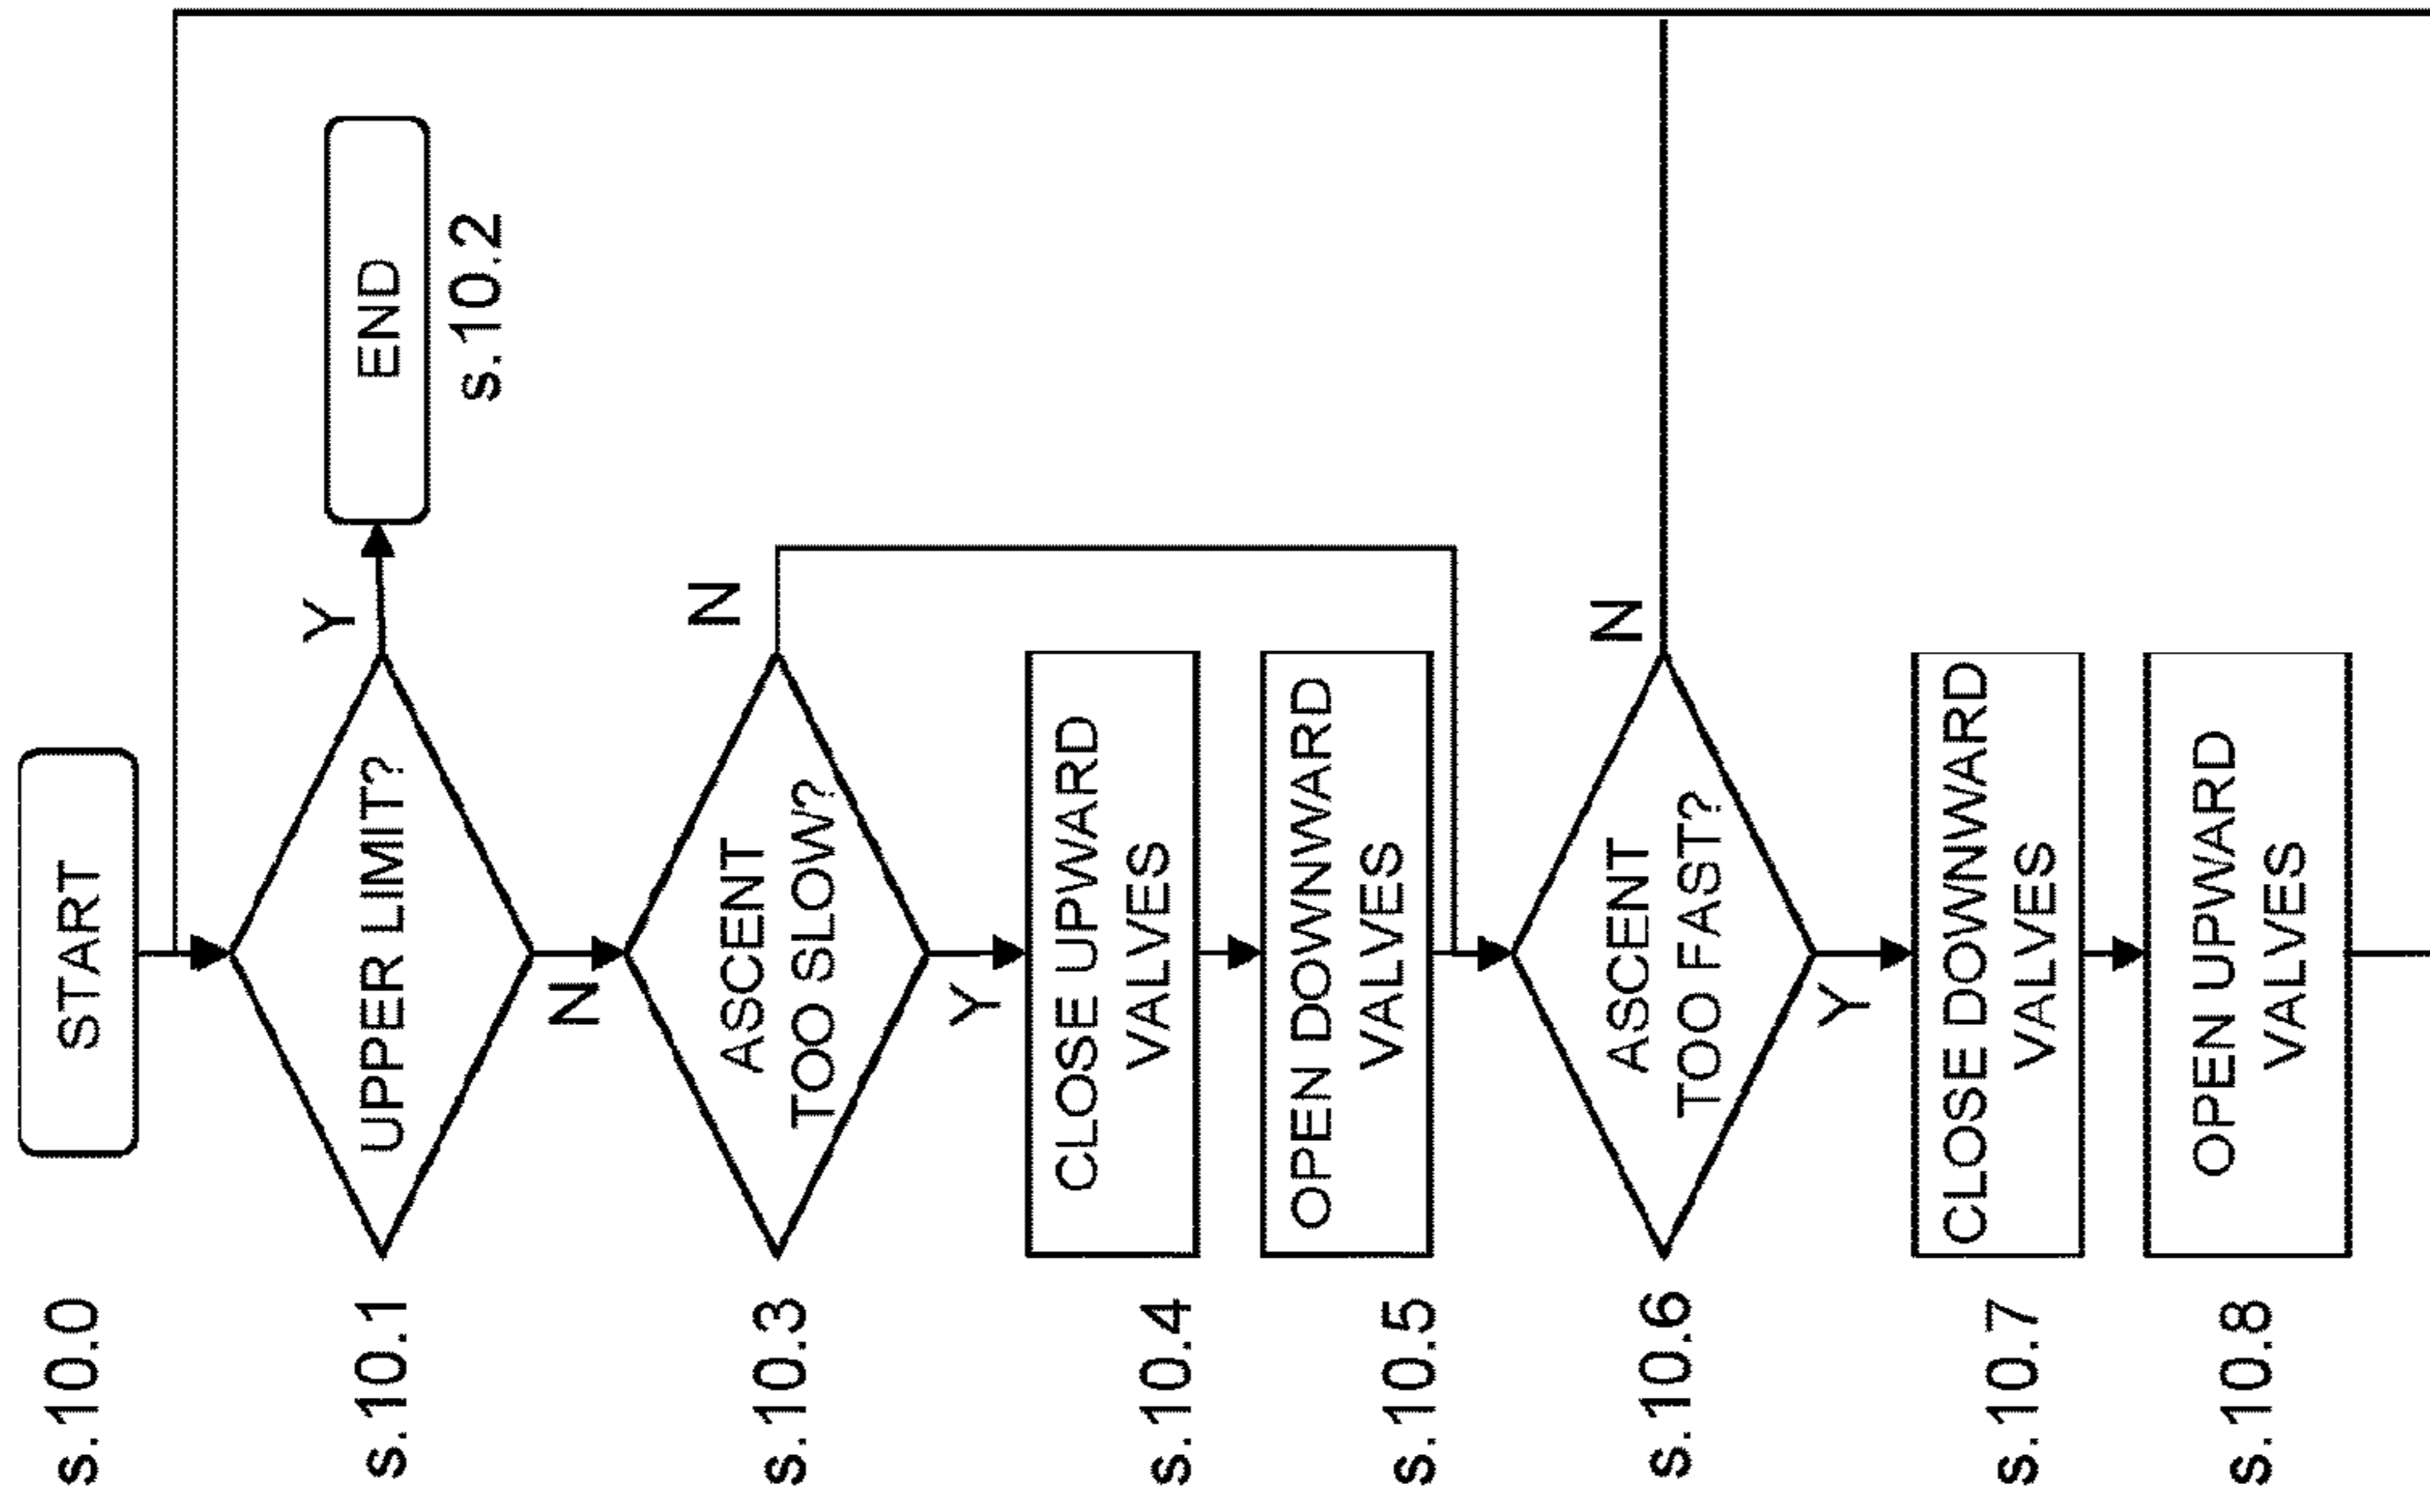 s.10.0
START
s.10.1
UPPER LIMIT?
Y
END
s.10.2
N
s.10.3
ASCENT
TOO SLOW?
N
Y
s.10.4
CLOSE UPWARD
VALVES
s.10.5
OPEN DOWNWARD
VALVES
s.10.6
ASCENT
TOO FAST?
N
Y
s.10.7
CLOSE DOWNWARD
VALVES
s.10.8
OPEN UPWARD
VALVES